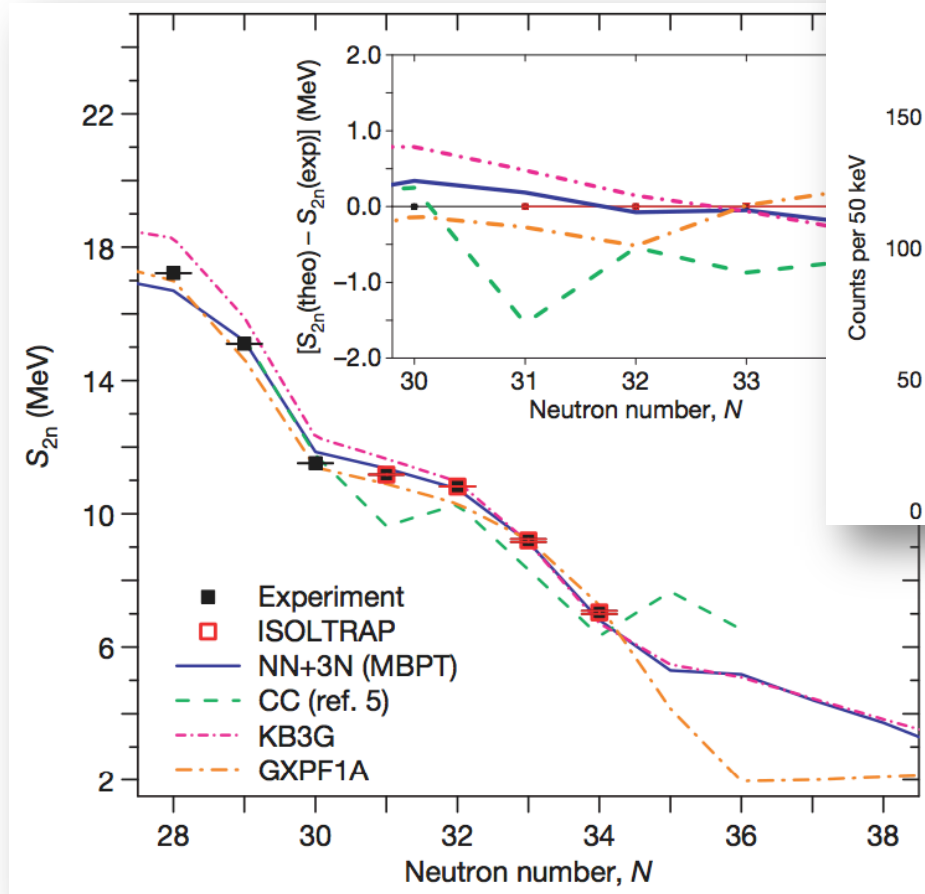 22
18
14
10
6
2
S2n (MeV)
28
30
32
34
36
38
Neutron number, N
Experiment
ISOLTRAP
NN+3N (MBPT)
CC (ref. 5)
KB3G
GXPF1A
2.0
1.0
0.0
−1.0
−2.0
[S2n(theo) − S2n(exp)] (MeV)
30
31
32
33
Neutron number, N
150
100
50
0
Counts per 50 keV